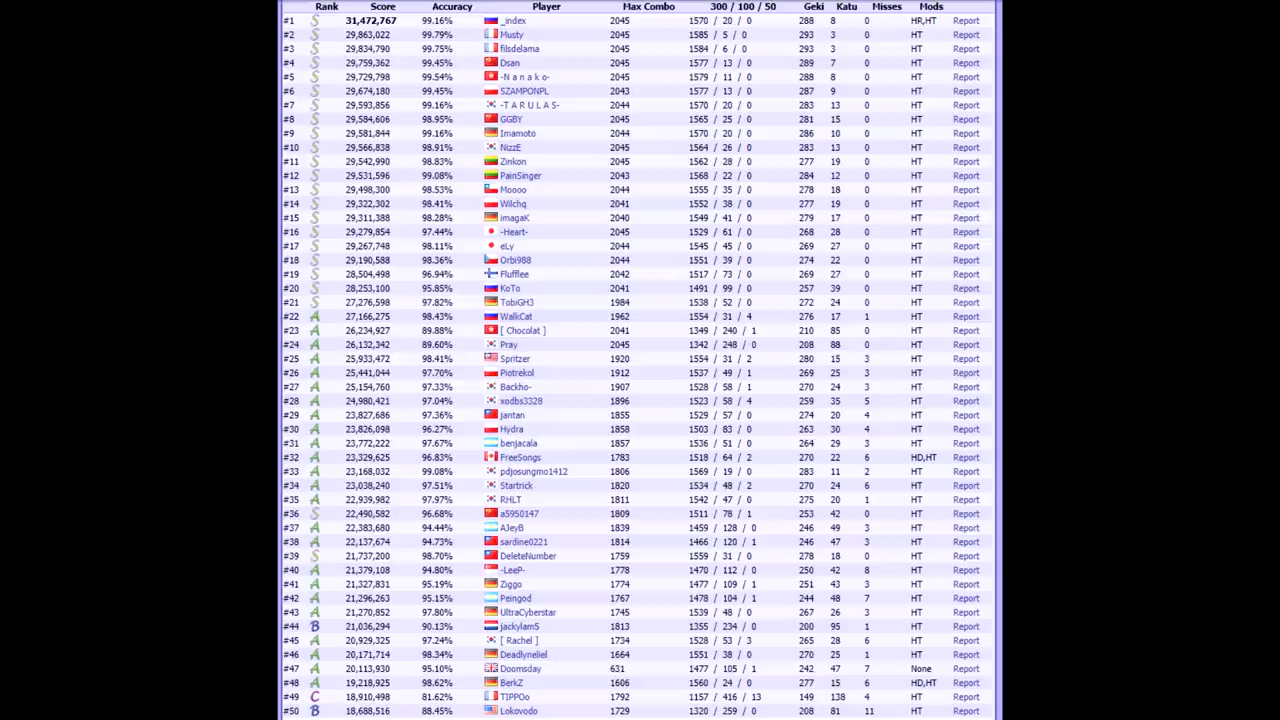 Rank Score Accuracy Player Max Combo 300 / 100 / 50 Geki Katu Misses Mods
#1 S 31,472,767 99.16% _index 2045 1570 / 20 / 0 288 8 0 HR,HT Report
#2 S 29,863,022 99.79% Musty 2045 1585 / 5 / 0 293 3 0 HT Report
#3 S 29,834,790 99.75% filsdelama 2045 1584 / 6 / 0 293 3 0 HT Report
#4 S 29,759,362 99.45% Dsan 2045 1577 / 13 / 0 289 7 0 HT Report
#5 S 29,729,798 99.54% -N a n a k o- 2045 1579 / 11 / 0 288 8 0 HT Report
#6 S 29,674,180 99.45% SZAMPONPL 2043 1577 / 13 / 0 287 9 0 HT Report
#7 S 29,593,856 99.16% -T A R U L A S- 2044 1570 / 20 / 0 283 13 0 HT Report
#8 S 29,584,606 98.95% GGBY 2045 1565 / 25 / 0 281 15 0 HT Report
#9 S 29,581,844 99.16% Imamoto 2044 1570 / 20 / 0 286 10 0 HT Report
#10 S 29,566,838 98.91% NizzE 2045 1564 / 26 / 0 283 13 0 HT Report
#11 S 29,542,990 98.83% Zinkon 2045 1562 / 28 / 0 277 19 0 HT Report
#12 S 29,531,596 99.08% PainSinger 2043 1568 / 22 / 0 284 12 0 HT Report
#13 S 29,498,300 98.53% Moooo 2044 1555 / 35 / 0 278 18 0 HT Report
#14 S 29,322,302 98.41% Wilchq 2041 1552 / 38 / 0 277 19 0 HT Report
#15 S 29,311,388 98.28% imagaK 2040 1549 / 41 / 0 279 17 0 HT Report
#16 S 29,279,854 97.44% -Heart- 2045 1529 / 61 / 0 268 28 0 HT Report
#17 S 29,267,748 98.11% eLy 2044 1545 / 45 / 0 269 27 0 HT Report
#18 S 29,190,588 98.36% Orbi988 2044 1551 / 39 / 0 274 22 0 HT Report
#19 S 28,504,498 96.94% Flufflee 2042 1517 / 73 / 0 269 27 0 HT Report
#20 S 28,253,100 95.85% KoTo 2041 1491 / 99 / 0 257 39 0 HT Report
#21 S 27,276,598 97.82% TobiGH3 1984 1538 / 52 / 0 272 24 0 HT Report
#22 A 27,166,275 98.43% WalkCat 1962 1554 / 31 / 4 276 17 1 HT Report
#23 A 26,234,927 89.88% [ Chocolat ] 2041 1349 / 240 / 1 210 85 0 HT Report
#24 A 26,132,342 89.60% Pray 2045 1342 / 248 / 0 208 88 0 HT Report
#25 A 25,933,472 98.41% Spritzer 1920 1554 / 31 / 2 280 15 3 HT Report
#26 A 25,441,044 97.70% Piotrekol 1912 1537 / 49 / 1 269 25 3 HT Report
#27 A 25,154,760 97.33% Backho- 1907 1528 / 58 / 1 270 24 3 HT Report
#28 A 24,980,421 97.04% xodbs3328 1896 1523 / 58 / 4 259 35 5 HT Report
#29 A 23,827,686 97.36% jantan 1855 1529 / 57 / 0 274 20 4 HT Report
#30 A 23,826,098 96.27% Hydra 1858 1503 / 83 / 0 263 30 4 HT Report
#31 A 23,772,222 97.67% benjacala 1857 1536 / 51 / 0 264 29 3 HT Report
#32 A 23,329,625 96.83% FreeSongs 1783 1518 / 64 / 2 270 22 6 HD,HT Report
#33 A 23,168,032 99.08% pdjosungmo1412 1806 1569 / 19 / 0 283 11 2 HT Report
#34 A 23,038,240 97.51% Startrick 1820 1534 / 48 / 2 270 24 6 HT Report
#35 A 22,939,982 97.97% RHLT 1811 1542 / 47 / 0 275 20 1 HT Report
#36 S 22,490,582 96.68% a5950147 1809 1511 / 78 / 1 253 42 0 HT Report
#37 A 22,383,680 94.44% AJeyB 1839 1459 / 128 / 0 246 49 3 HT Report
#38 A 22,137,674 94.73% sardine0221 1814 1466 / 120 / 1 246 47 3 HT Report
#39 S 21,737,200 98.70% DeleteNumber 1759 1559 / 31 / 0 278 18 0 HT Report
#40 A 21,379,108 94.80% -LeeP- 1778 1470 / 112 / 0 250 42 8 HT Report
#41 A 21,327,831 95.19% Ziggo 1774 1477 / 109 / 1 251 43 3 HT Report
#42 A 21,296,263 95.15% Peingod 1767 1478 / 104 / 1 244 48 7 HT Report
#43 A 21,270,852 97.80% UltraCyberstar 1745 1539 / 48 / 0 267 26 3 HT Report
#44 B 21,036,294 90.13% jackylam5 1813 1355 / 234 / 0 200 95 1 HT Report
#45 A 20,929,325 97.24% [ Rachel ] 1734 1528 / 53 / 3 265 28 6 HT Report
#46 A 20,171,714 98.34% Deadlyneliel 1664 1551 / 38 / 0 270 25 1 HT Report
#47 A 20,113,930 95.10% Doomsday 631 1477 / 105 / 1 242 47 7 None Report
#48 A 19,218,925 98.62% BerkZ 1606 1560 / 24 / 0 277 15 6 HD,HT Report
#49 C 18,910,498 81.62% TIPPOo 1792 1157 / 416 / 13 149 138 4 HT Report
#50 B 18,688,516 88.45% Lokovodo 1729 1320 / 259 / 0 208 81 11 HT Report